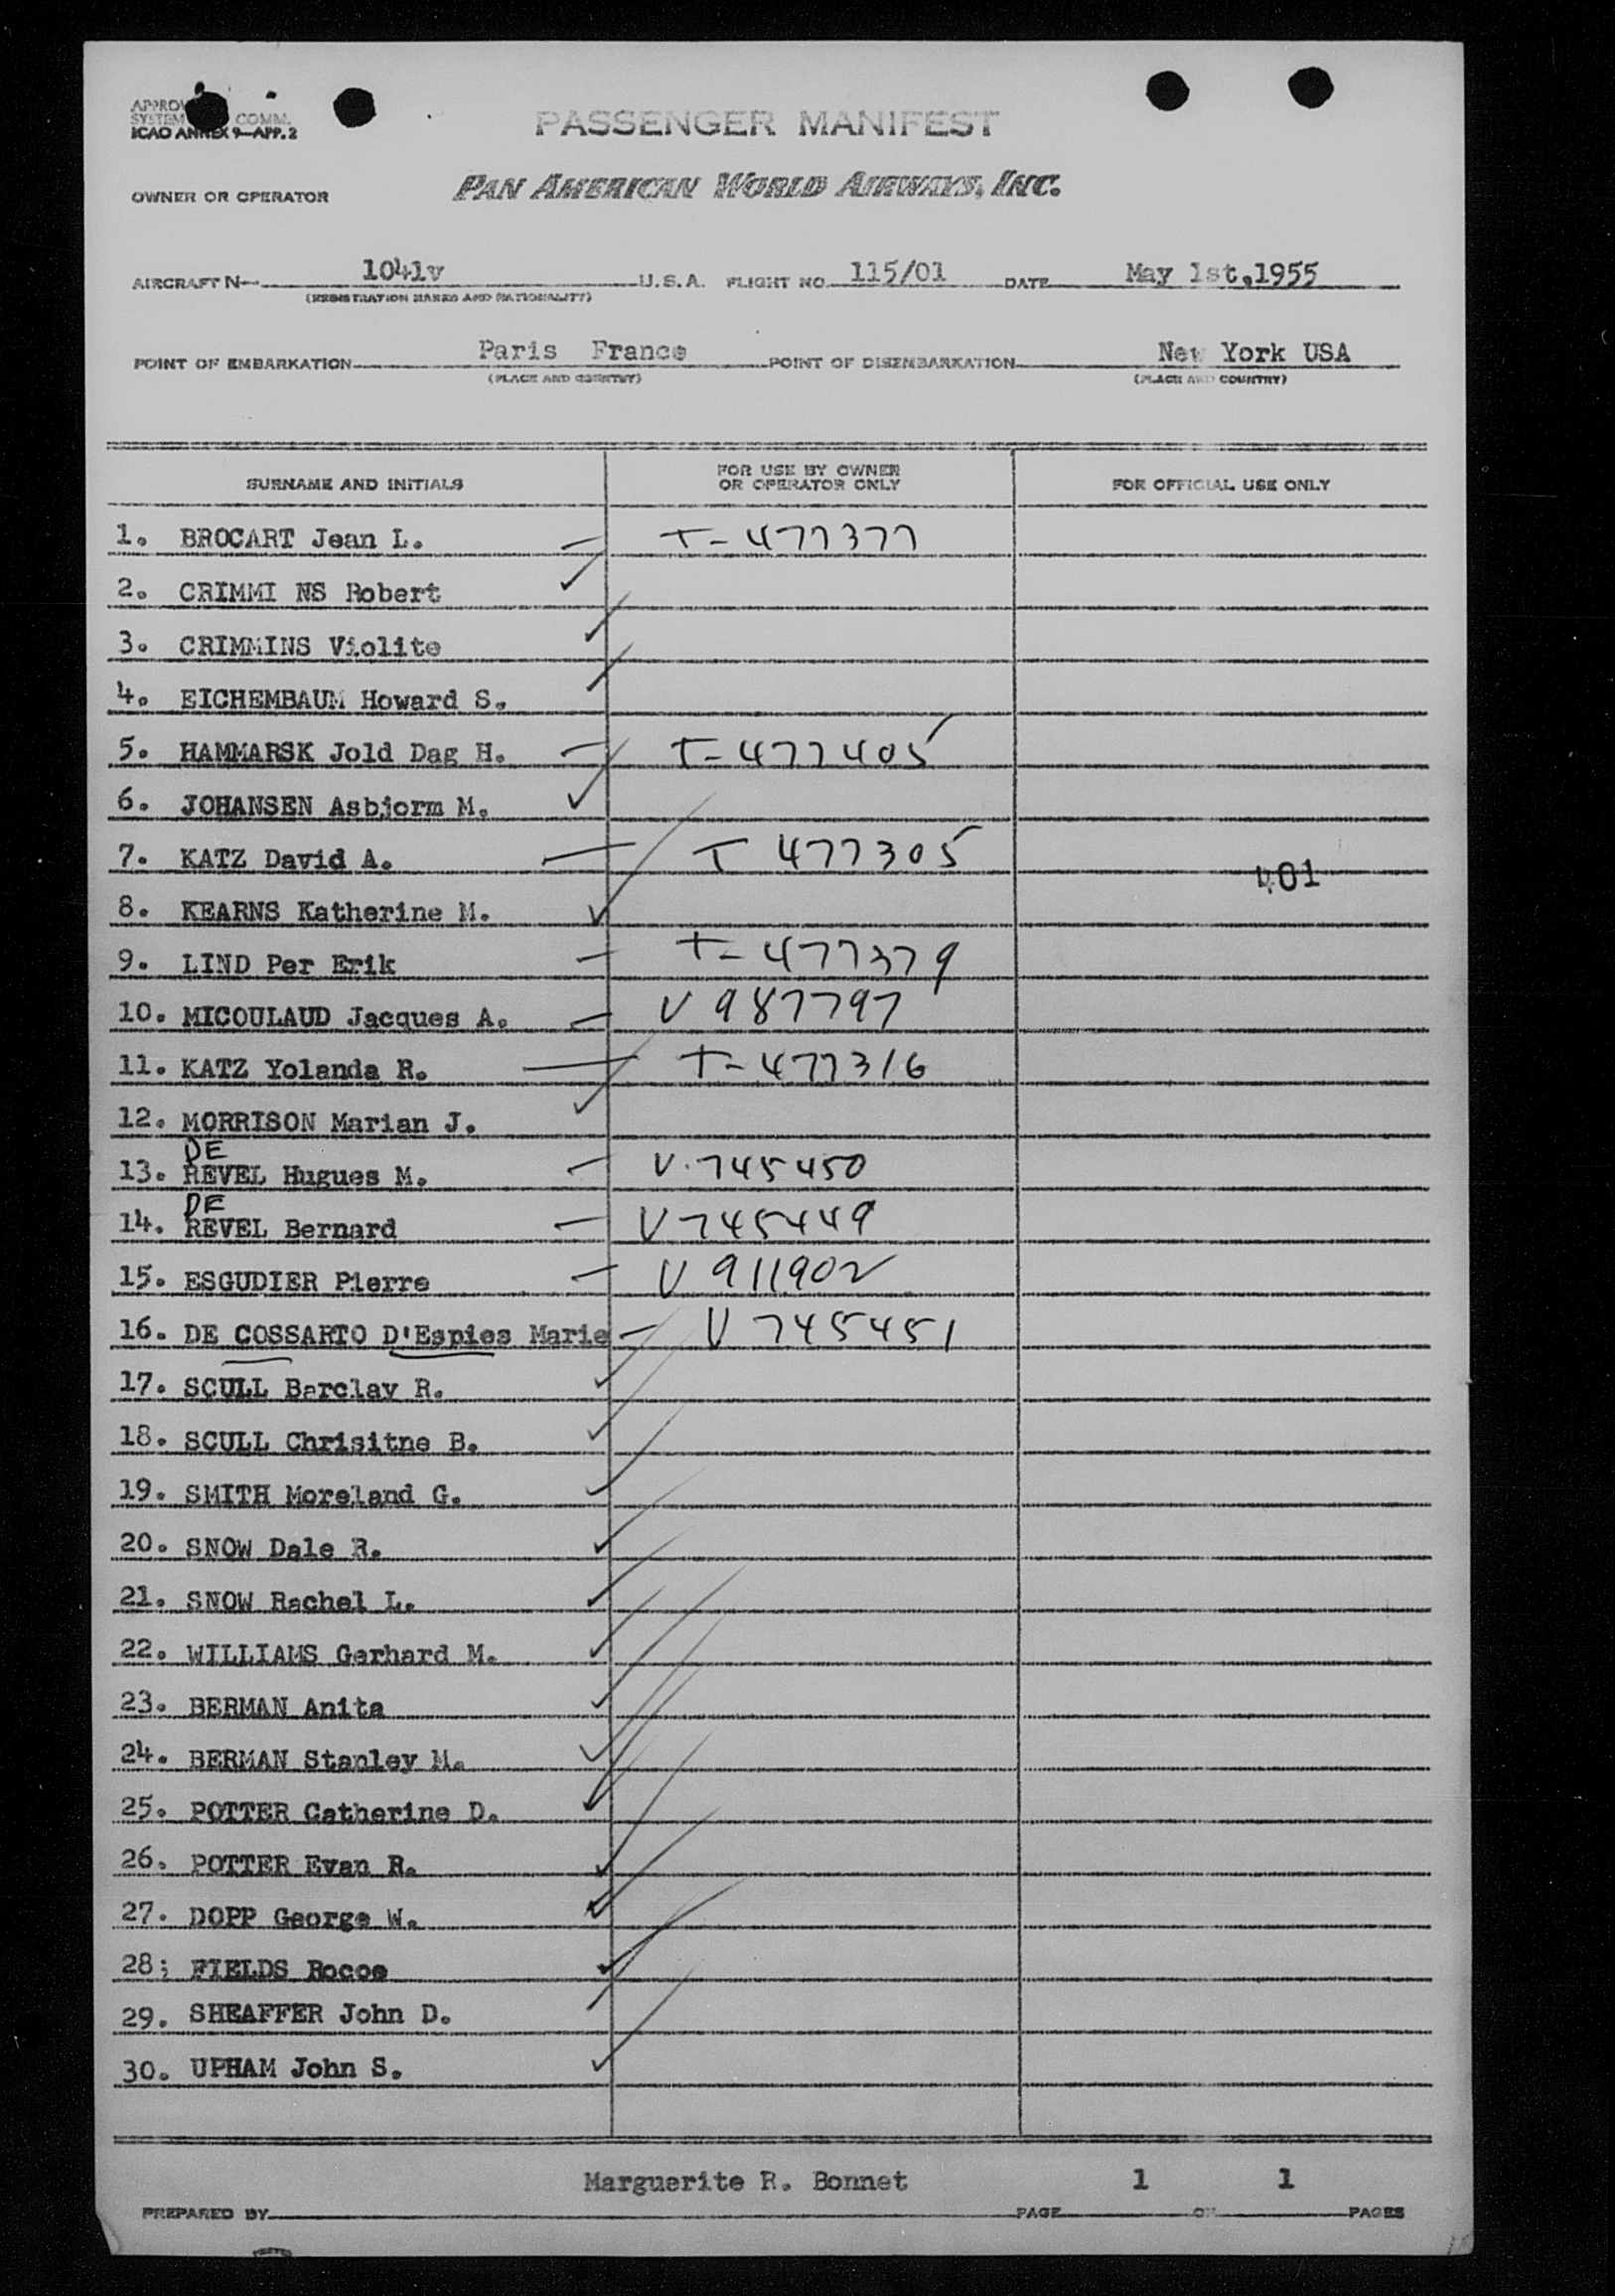 APPROV
SYSTEM COMM.
ICAO ANNEX 9—APP. 2
PASSENGER MANIFEST
OWNER OR OPERATOR PAN AMERICAN WORLD AIRWAYS, INC.
AIRCRAFT N— 1041v U.S.A. FLIGHT NO. 115/01 DATE May 1st,1955
(REGISTRATION MARKS AND NATIONALITY)
POINT OF EMBARKATION Paris France POINT OF DISEMBARKATION New York USA
(PLACE AND COUNTRY) (PLACE AND COUNTRY)
SURNAME AND INITIALS FOR USE BY OWNER OR OPERATOR ONLY FOR OFFICIAL USE ONLY
1. BROCART Jean L. — T-477377
2. CRIMMI NS Robert ✓
3. CRIMMINS Violite ✓
4. EICHEMBAUM Howard S. ✓
5. HAMMARSK Jold Dag H. — T-477405
6. JOHANSEN Asbjorm M. ✓
7. KATZ David A. — T 477305
401
8. KEARNS Katherine M. ✓
9. LIND Per Erik — T-477379
10. MICOULAUD Jacques A. — V 987797
11. KATZ Yolanda R. — T-477316
12. MORRISON Marian J. ✓
DE
13. REVEL Hugues M. — V.745450
DE
14. REVEL Bernard — V745449
15. ESGUDIER Pierre — V 911902
16. DE COSSARTO D'Espies Marie — V 745451
17. SCULL Barclay R. ✓
18. SCULL Chrisitne B. ✓
19. SMITH Moreland G. ✓
20. SNOW Dale R. ✓
21. SNOW Rachel L. ✓
22. WILLIAMS Gerhard M. ✓
23. BERMAN Anita ✓
24. BERMAN Stanley M. ✓
25. POTTER Catherine D. ✓
26. POTTER Evan R. ✓
27. DOPP George W. ✓
28; FIELDS Rocoe ✓
29. SHEAFFER John D.
30. UPHAM John S. ✓
PREPARED BY Marguerite R. Bonnet PAGE 1 OF 1 PAGES